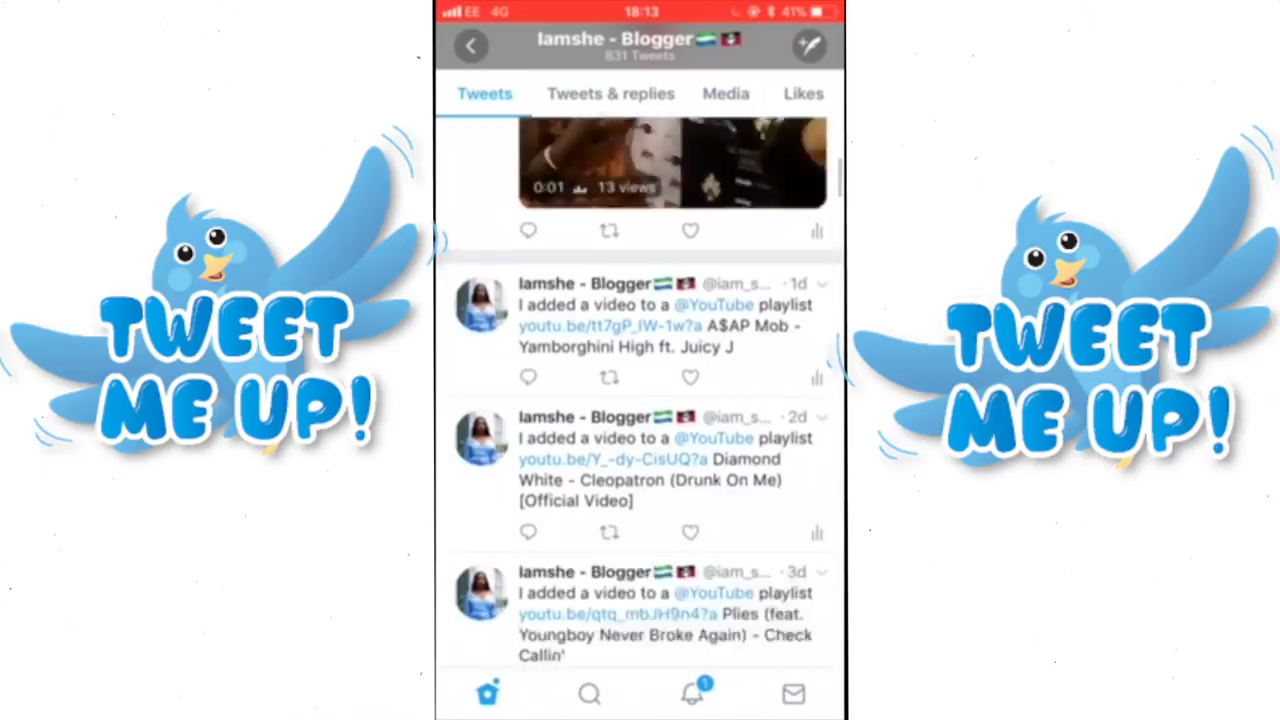 EE 4G 18:13 41%
Iamshe - Blogger
831 Tweets
Tweets Tweets & replies Media Likes
0:01 13 views
Iamshe - Blogger @iam_s... · 1d
I added a video to a @YouTube playlist
youtu.be/tt7gP_iW-1w?a A$AP Mob -
Yamborghini High ft. Juicy J
Iamshe - Blogger @iam_s... · 2d
I added a video to a @YouTube playlist
youtu.be/Y_-dy-CisUQ?a Diamond
White - Cleopatron (Drunk On Me)
[Official Video]
Iamshe - Blogger @iam_s... · 3d
I added a video to a @YouTube playlist
youtu.be/qtq_mbJH9n4?a Plies (feat.
Youngboy Never Broke Again) - Check
Callin'
1
TWEET
ME UP!
TWEET
ME UP!